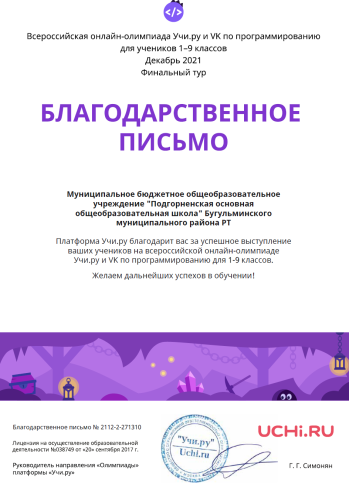 </>
Всероссийская онлайн-олимпиада Учи.ру и VK по программированию
для учеников 1–9 классов
Декабрь 2021
Финальный тур
БЛАГОДАРСТВЕННОЕ
ПИСЬМО
Муниципальное бюджетное общеобразовательное
учреждение "Подгорненская основная
общеобразовательная школа" Бугульминского
муниципального района РТ
Платформа Учи.ру благодарит вас за успешное выступление
ваших учеников на всероссийской онлайн-олимпиаде
Учи.ру и VK по программированию для 1-9 классов.
Желаем дальнейших успехов в обучении!
Благодарственное письмо № 2112-2-271310
Лицензия на осуществление образовательной
деятельности №038749 от «20» сентября 2017 г.
Руководитель направления «Олимпиады»
платформы «Учи.ру»
"Учи.ру"
Uchi.ru
UCHi.RU
Г. Г. Симонян